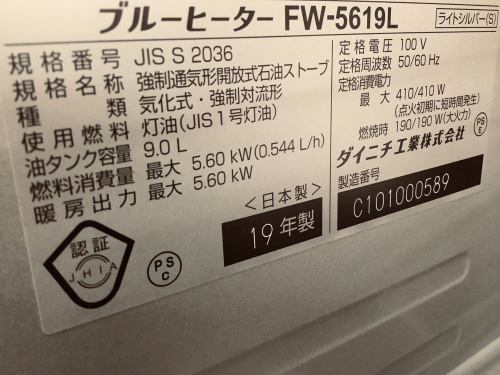 ブルーヒーター FW-5619L ライトシルバー(S)
規格番号 JIS S 2036
規格名称 強制通気形開放式石油ストーブ
種類 気化式・強制対流形
使用燃料 灯油(JIS1号灯油)
油タンク容量 9.0 L
燃料消費量 最大 5.60 kW(0.544 L/h)
暖房出力 最大 5.60 kW
<日本製>
19年製
定格電圧 100 V
定格周波数 50/60 Hz
定格消費電力
最大 410/410 W
(点火初期に短時間発生)
燃焼時 190/190 W(大火力)
ダイニチ工業株式会社
PSE
製造番号
C101000589
認証
JHIA
PSC